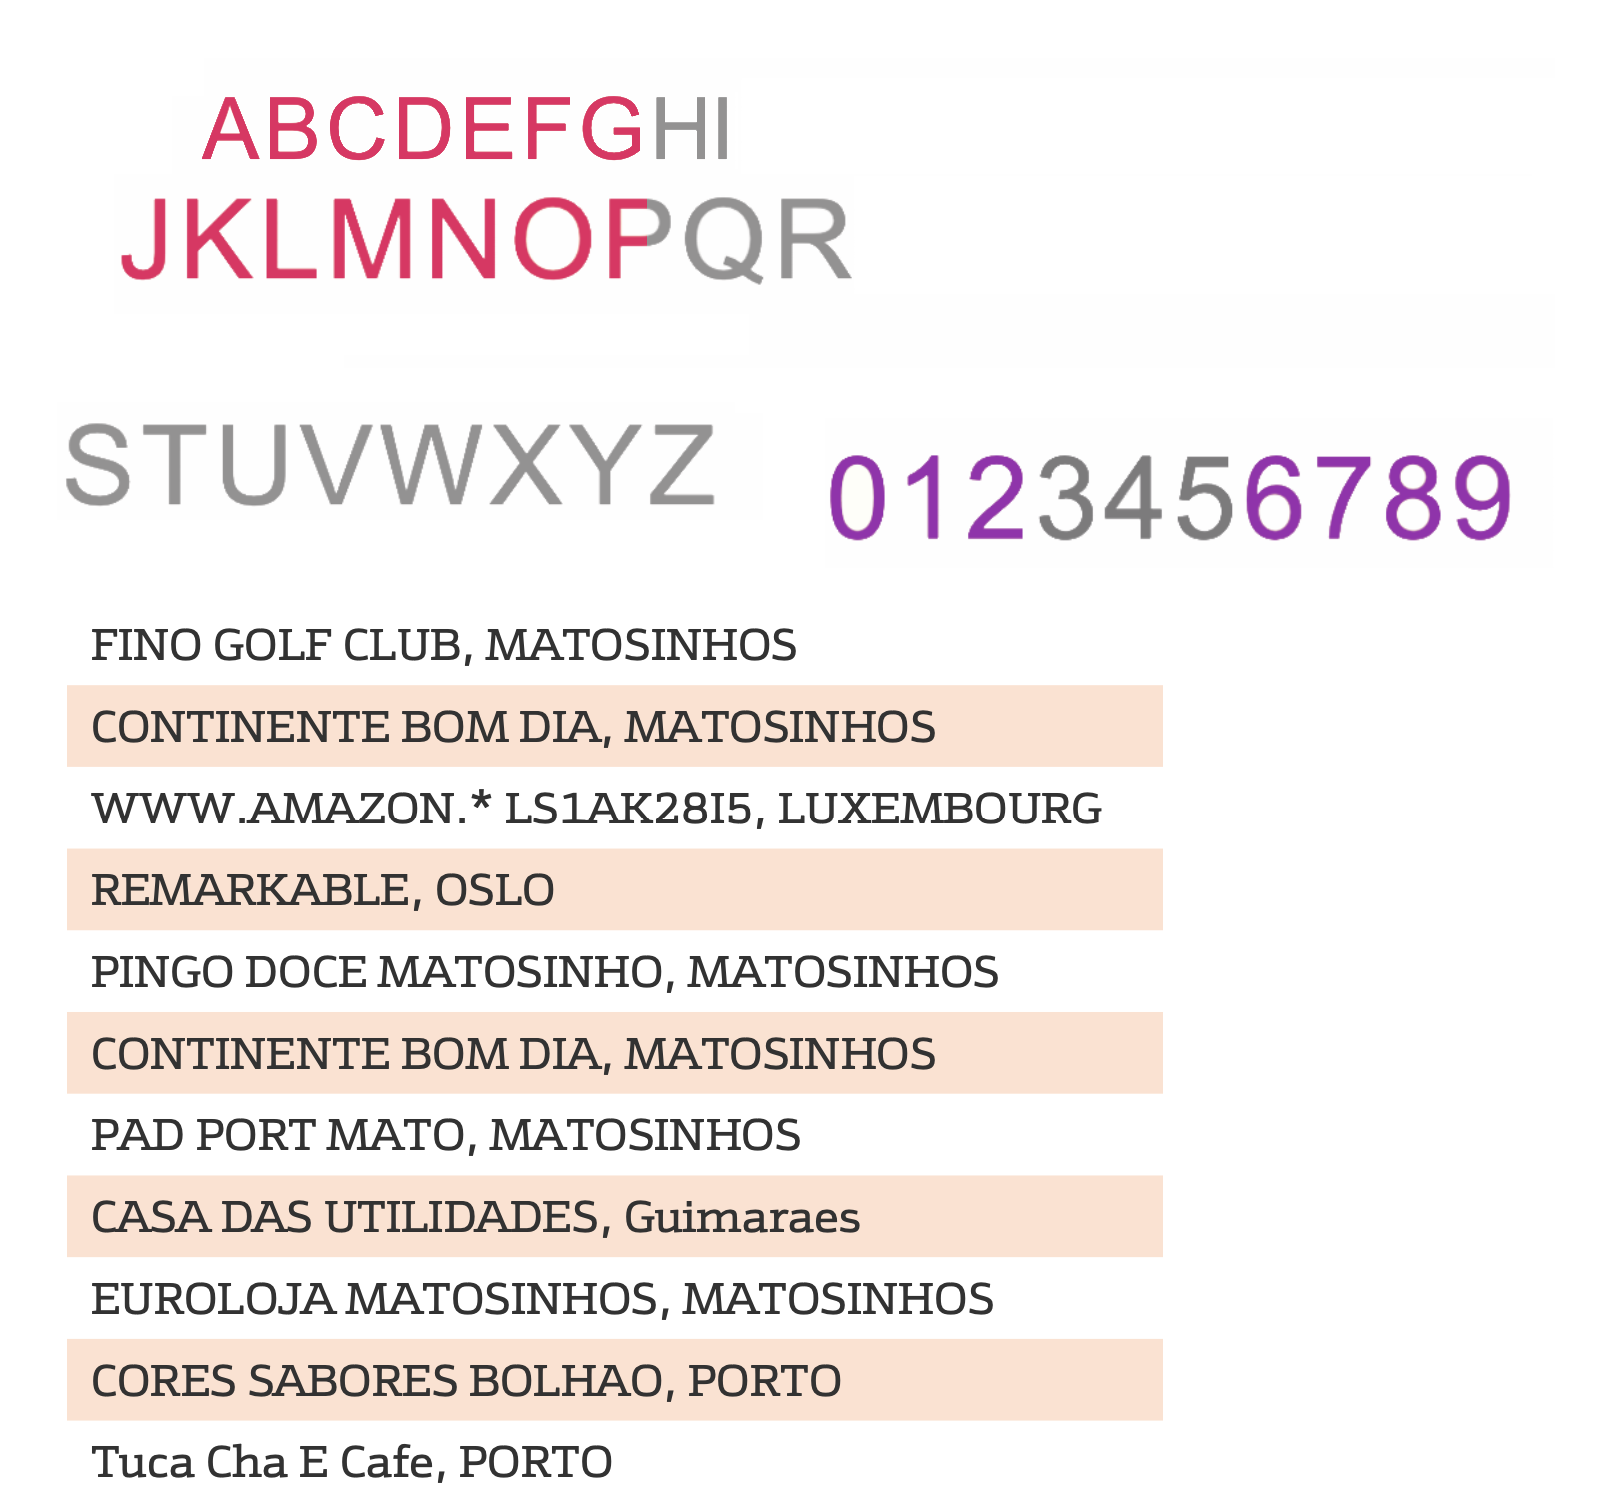 ABCDEFGHI
JKLMNOPQR
STUVWXYZ
0123456789
FINO GOLF CLUB, MATOSINHOS
CONTINENTE BOM DIA, MATOSINHOS
WWW.AMAZON.* LS1AK28I5, LUXEMBOURG
REMARKABLE, OSLO
PINGO DOCE MATOSINHO, MATOSINHOS
CONTINENTE BOM DIA, MATOSINHOS
PAD PORT MATO, MATOSINHOS
CASA DAS UTILIDADES, Guimaraes
EUROLOJA MATOSINHOS, MATOSINHOS
CORES SABORES BOLHAO, PORTO
Tuca Cha E Cafe, PORTO